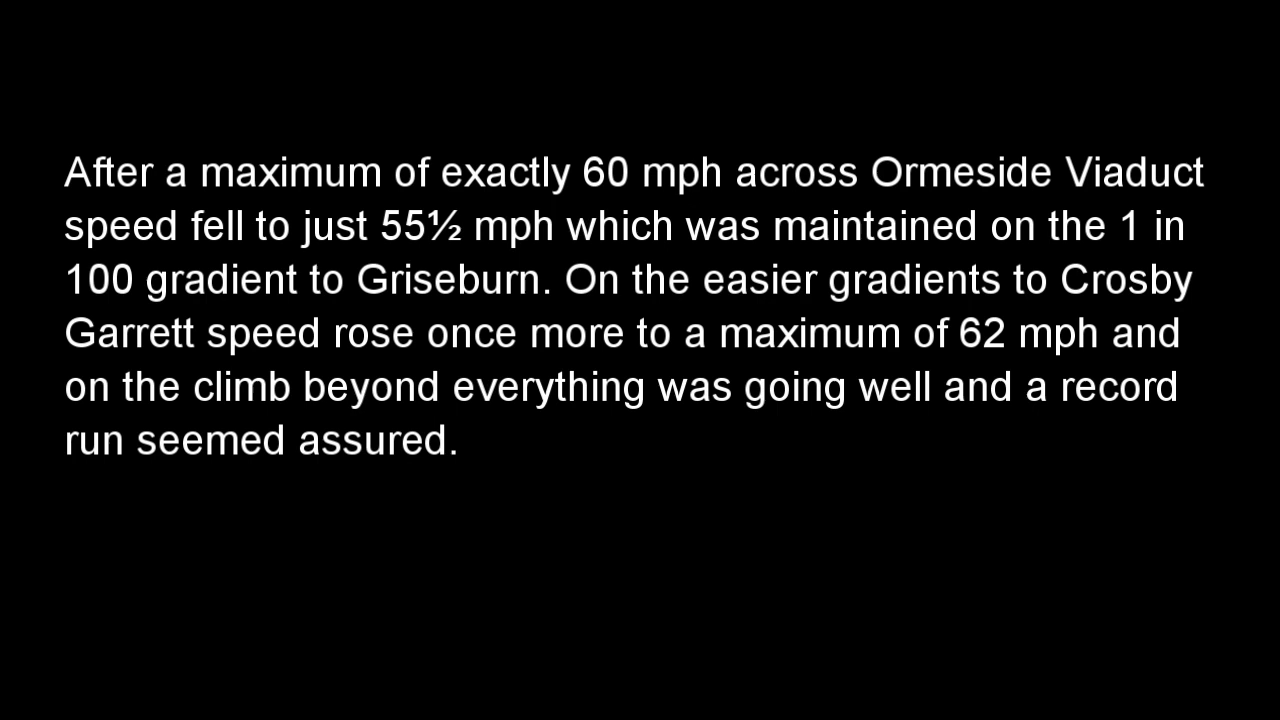 After a maximum of exactly 60 mph across Ormeside Viaduct
speed fell to just 55½ mph which was maintained on the 1 in
100 gradient to Griseburn. On the easier gradients to Crosby
Garrett speed rose once more to a maximum of 62 mph and
on the climb beyond everything was going well and a record
run seemed assured.